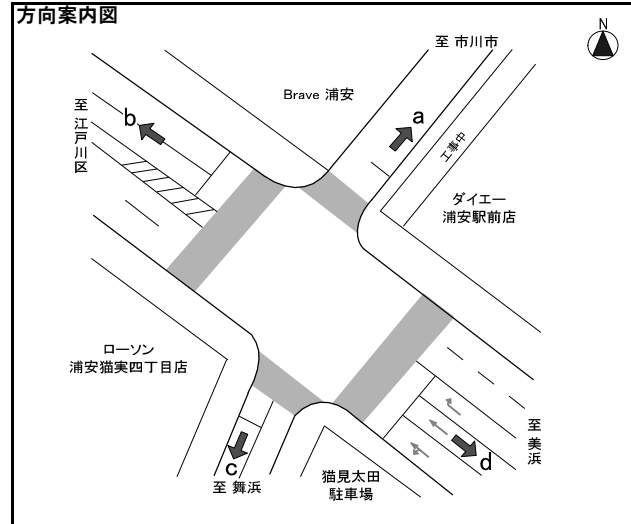 方向案内図
N
至 市川市
Brave 浦安
a
b
至 江戸川区
工事中
ダイエー
浦安駅前店
ローソン
浦安猫実四丁目店
至 美浜
d
c
至 舞浜
猫見太田
駐車場